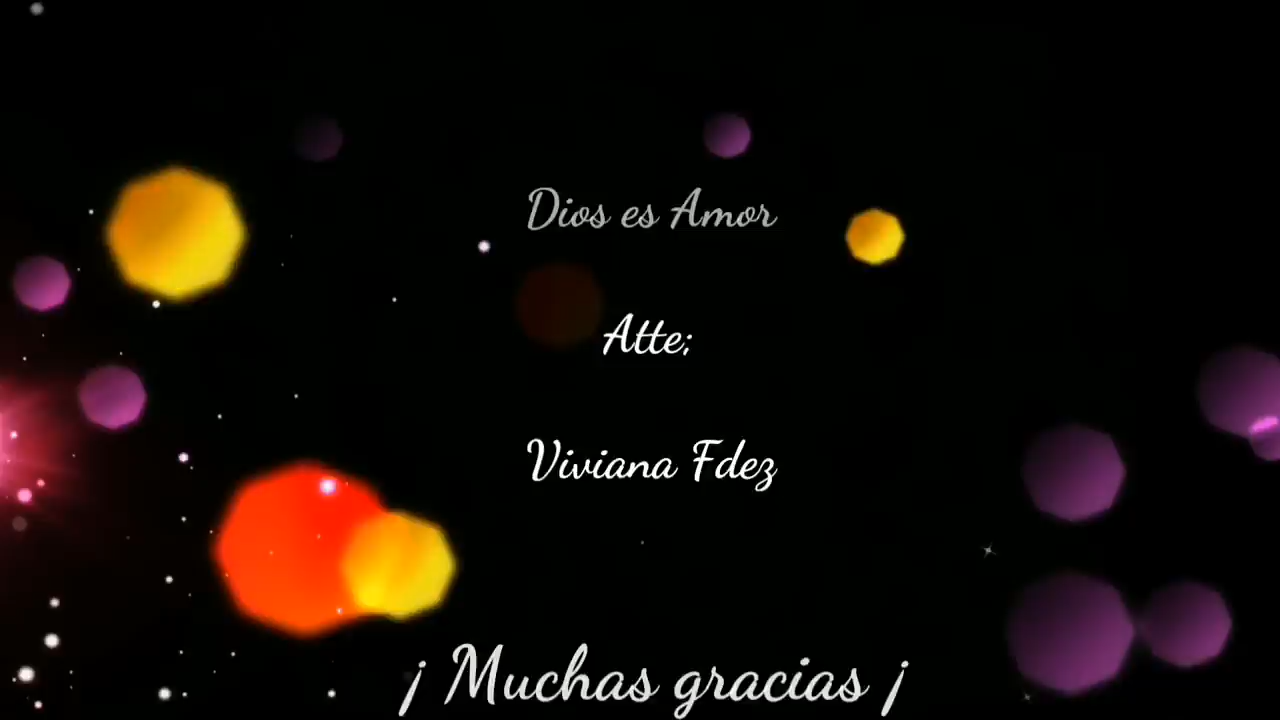 Dios es Amor
Atte;
Viviana Fdez
¡ Muchas gracias ¡